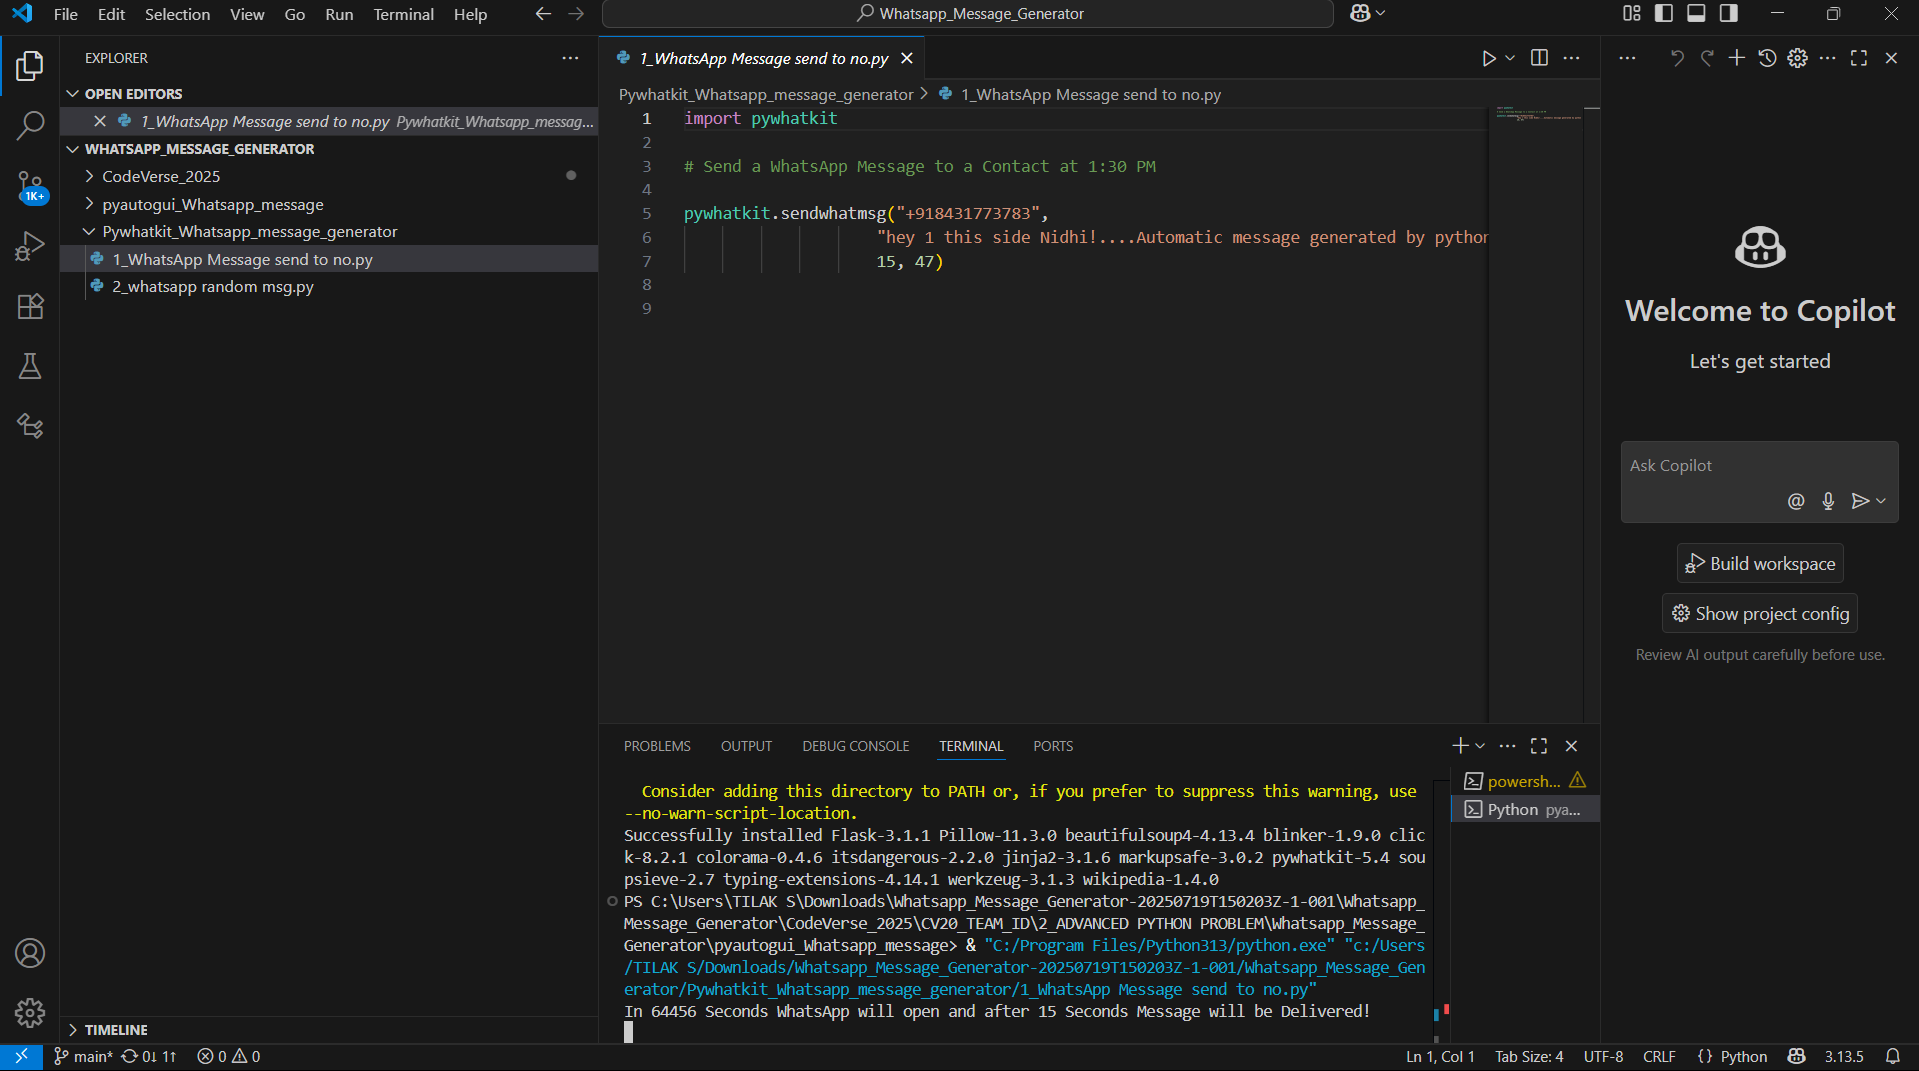 File Edit Selection View Go Run Terminal Help
Whatsapp_Message_Generator
EXPLORER
OPEN EDITORS
1_WhatsApp Message send to no.py Pywhatkit_Whatsapp_messag...
WHATSAPP_MESSAGE_GENERATOR
CodeVerse_2025
pyautogui_Whatsapp_message
Pywhatkit_Whatsapp_message_generator
1_WhatsApp Message send to no.py
2_whatsapp random msg.py
1K+
TIMELINE
1_WhatsApp Message send to no.py
Pywhatkit_Whatsapp_message_generator > 1_WhatsApp Message send to no.py
1 import pywhatkit
2
3 # Send a WhatsApp Message to a Contact at 1:30 PM
4
5 pywhatkit.sendwhatmsg("+918431773783",
6 "hey 1 this side Nidhi!....Automatic message generated by python
7 15, 47)
8
9
PROBLEMS OUTPUT DEBUG CONSOLE TERMINAL PORTS
Consider adding this directory to PATH or, if you prefer to suppress this warning, use
--no-warn-script-location.
Successfully installed Flask-3.1.1 Pillow-11.3.0 beautifulsoup4-4.13.4 blinker-1.9.0 clic
k-8.2.1 colorama-0.4.6 itsdangerous-2.2.0 jinja2-3.1.6 markupsafe-3.0.2 pywhatkit-5.4 sou
psieve-2.7 typing-extensions-4.14.1 werkzeug-3.1.3 wikipedia-1.4.0
PS C:\Users\TILAK S\Downloads\Whatsapp_Message_Generator-20250719T150203Z-1-001\Whatsapp_
Message_Generator\CodeVerse_2025\CV20_TEAM_ID\2_ADVANCED PYTHON PROBLEM\Whatsapp_Message_
Generator\pyautogui_Whatsapp_message> & "C:/Program Files/Python313/python.exe" "c:/Users
/TILAK S/Downloads/Whatsapp_Message_Generator-20250719T150203Z-1-001/Whatsapp_Message_Gen
erator/Pywhatkit_Whatsapp_message_generator/1_WhatsApp Message send to no.py"
In 64456 Seconds WhatsApp will open and after 15 Seconds Message will be Delivered!
powersh...
Python pya...
Welcome to Copilot
Let's get started
Ask Copilot
Build workspace
Show project config
Review AI output carefully before use.
main* 0↓ 1↑ 0 0
Ln 1, Col 1 Tab Size: 4 UTF-8 CRLF {} Python 3.13.5